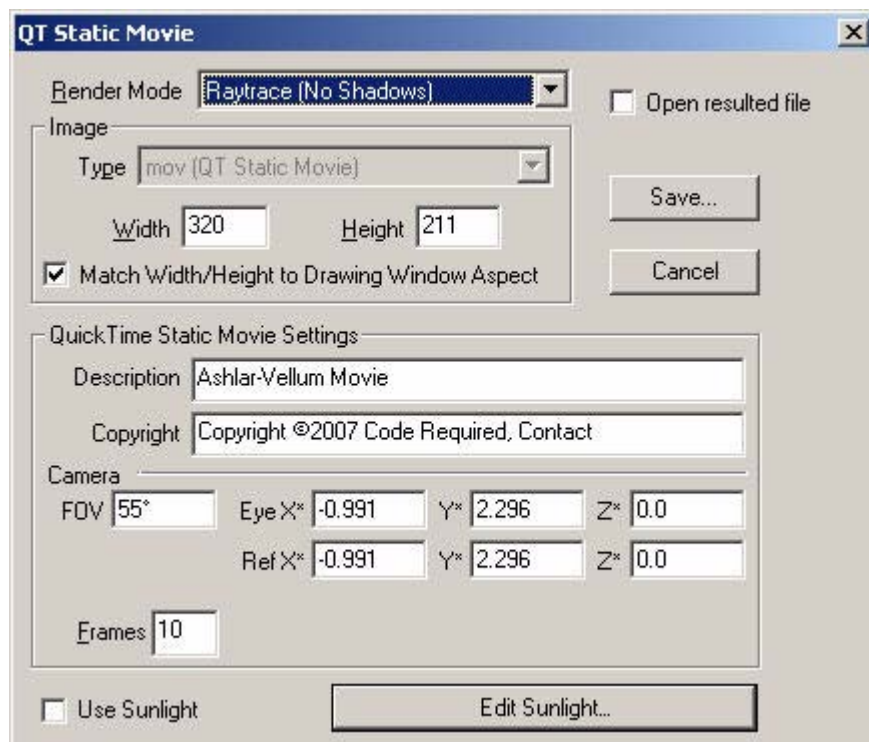 QT Static Movie
Render Mode Raytrace (No Shadows)
Open resulted file
Image
Type mov (QT Static Movie)
Save...
Width 320 Height 211
Match Width/Height to Drawing Window Aspect
Cancel
QuickTime Static Movie Settings
Description Ashlar-Vellum Movie
Copyright Copyright ©2007 Code Required, Contact
Camera
FOV 55° Eye X* -0.991 Y* 2.296 Z* 0.0
Ref X* -0.991 Y* 2.296 Z* 0.0
Frames 10
Use Sunlight
Edit Sunlight...